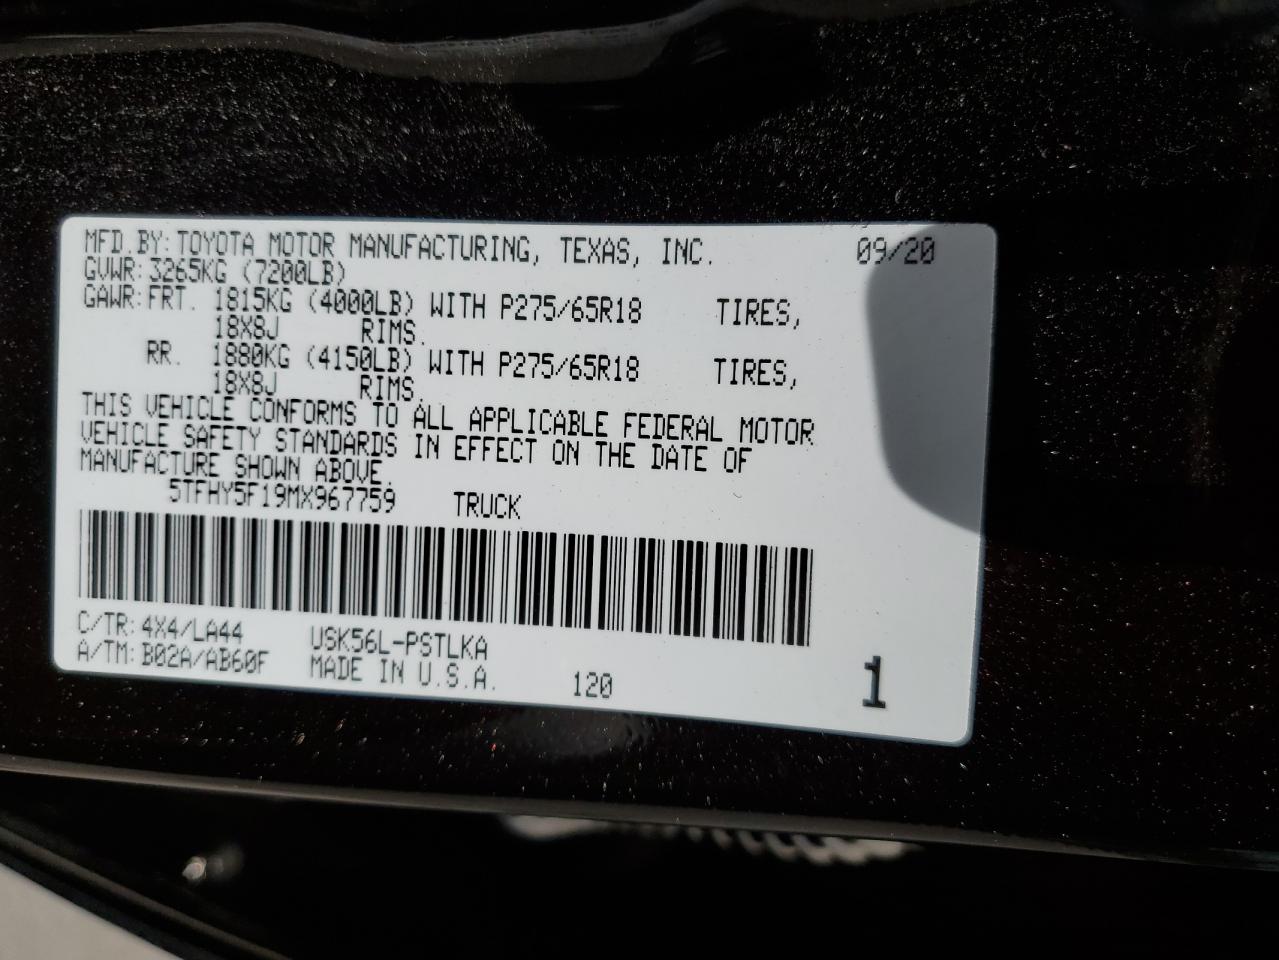 MFD.BY:TOYOTA MOTOR MANUFACTURING, TEXAS, INC. 09/20
GVWR:3265KG (7200LB)
GAWR:FRT. 1815KG (4000LB) WITH P275/65R18 TIRES,
18X8J RIMS.
RR. 1880KG (4150LB) WITH P275/65R18 TIRES,
18X8J RIMS.
THIS VEHICLE CONFORMS TO ALL APPLICABLE FEDERAL MOTOR
VEHICLE SAFETY STANDARDS IN EFFECT ON THE DATE OF
MANUFACTURE SHOWN ABOVE.
5TFHY5F19MX967759 TRUCK
C/TR:4X4/LA44 USK56L-PSTLKA
A/TM:B02A/AB60F MADE IN U.S.A. 120 1